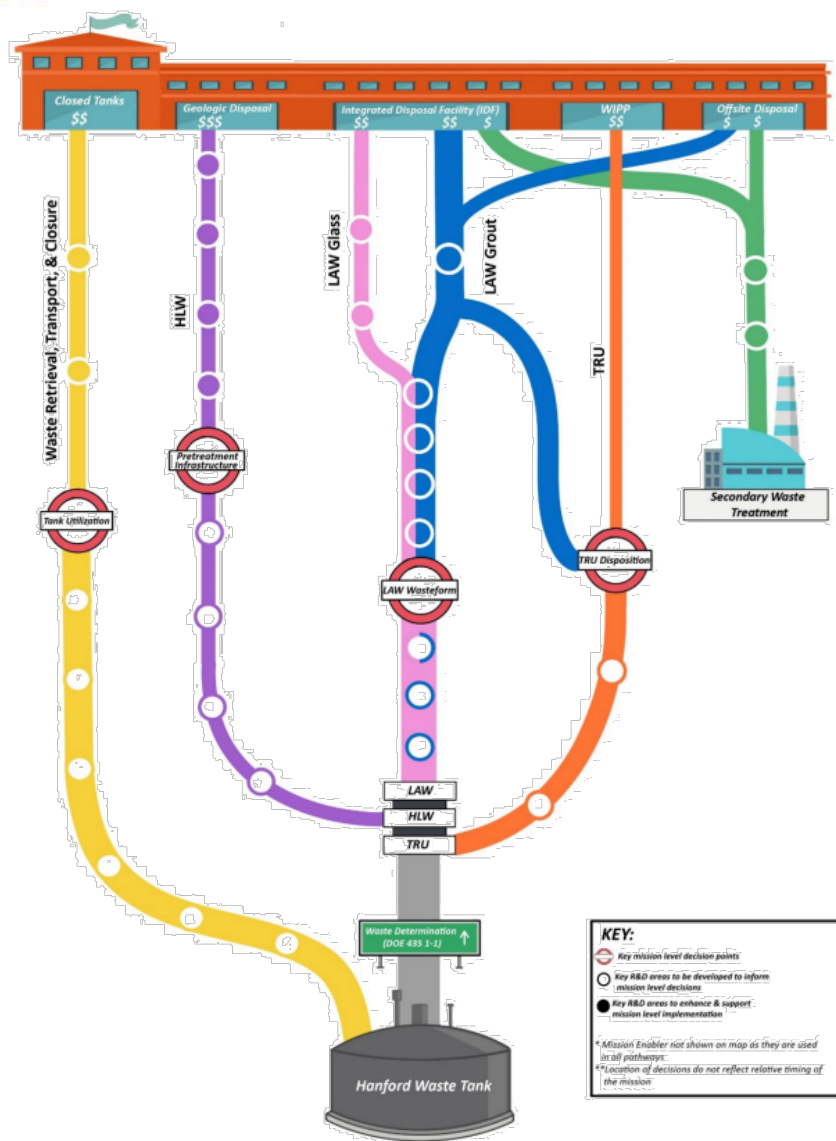 Closed Tanks
$$
Geologic Disposal
$$$
Integrated Disposal Facility (IDF)
$$ $$ $
WIPP
$$
Offsite Disposal
$ $
Waste Retrieval, Transport, & Closure
HLW
LAW Glass
LAW Grout
TRU
Pretreatment
Infrastructure
Tank Utilization
Secondary Waste
Treatment
TRU Disposition
LAW Wasteform
LAW
HLW
TRU
Waste Determination
(DOE 435 1-1)
Hanford Waste Tank
KEY:
Key mission level decision points
Key R&D areas to be developed to inform
mission level decisions
Key R&D areas to enhance & support
mission level implementation
* Mission Enabler not shown on map as they are used
in all pathways
**Location of decisions do not reflect relative timing of
the mission